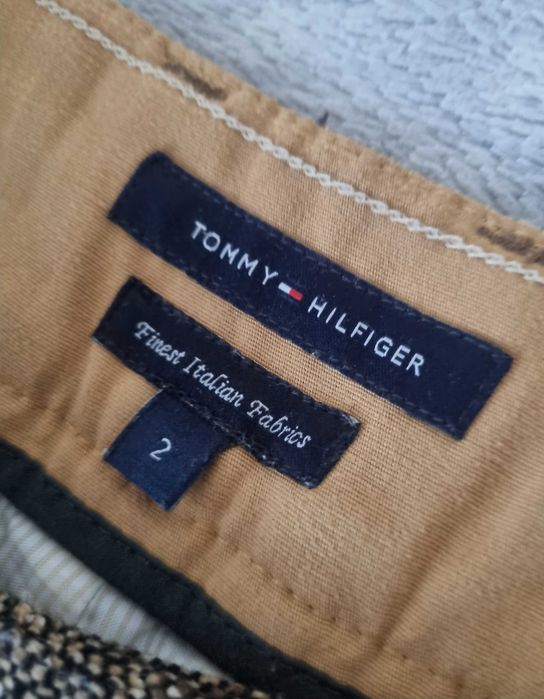 TOMMY HILFIGER
Finest Italian Fabrics
2